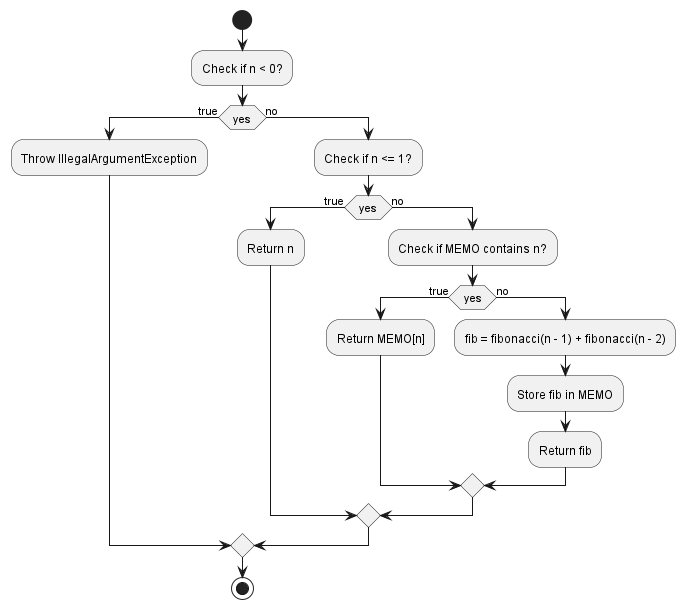 Check if n < 0?
true
yes
no
Throw IllegalArgumentException
Check if n <= 1?
true
yes
no
Return n
Check if MEMO contains n?
true
yes
no
Return MEMO[n]
fib = fibonacci(n - 1) + fibonacci(n - 2)
Store fib in MEMO
Return fib